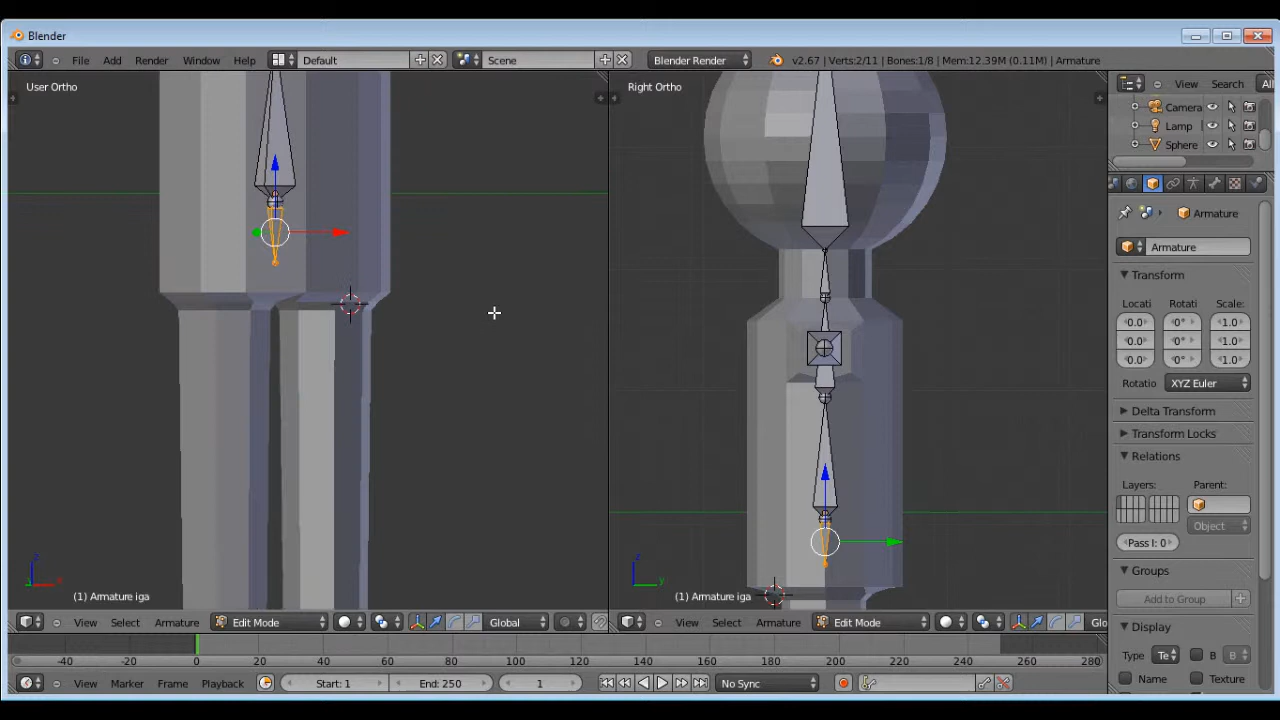 Blender
File Add Render Window Help Default Scene Blender Render v2.67 | Verts:2/11 | Bones:1/8 | Mem:12.39M (0.11M) | Armature
User Ortho
Right Ortho
View Search All
Camera
Lamp
Sphere
Armature
Armature
Transform
Locati Rotati Scale:
0.0 0° 1.0
0.0 0° 1.0
0.0 0° 1.0
Rotatio XYZ Euler
Delta Transform
Transform Locks
Relations
Layers: Parent:
Object
Pass I: 0
Groups
Add to Group
Display
Type Te B B
Name Texture
z
x
y
z
y
(1) Armature iga
(1) Armature iga
View Select Armature Edit Mode Global
View Select Armature Edit Mode Glo
-40 -20 0 20 40 60 80 100 120 140 160 180 200 220 240 260 280
View Marker Frame Playback Start: 1 End: 250 1 No Sync